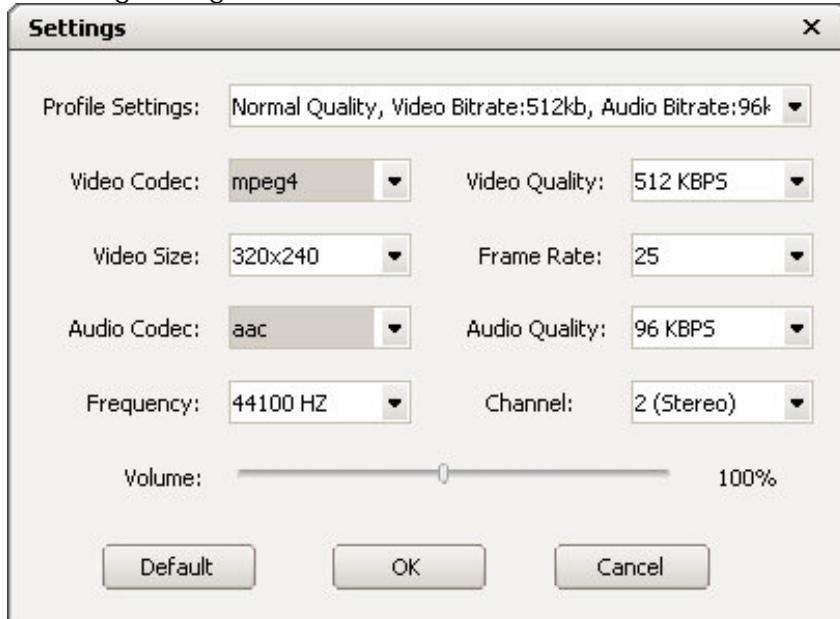 Settings
Profile Settings: Normal Quality, Video Bitrate:512kb, Audio Bitrate:96k
Video Codec: mpeg4 Video Quality: 512 KBPS
Video Size: 320x240 Frame Rate: 25
Audio Codec: aac Audio Quality: 96 KBPS
Frequency: 44100 HZ Channel: 2 (Stereo)
Volume: 100%
Default OK Cancel